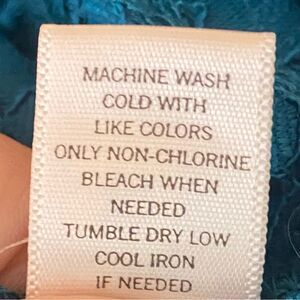 MACHINE WASH
COLD WITH
LIKE COLORS
ONLY NON-CHLORINE
BLEACH WHEN
NEEDED
TUMBLE DRY LOW
COOL IRON
IF NEEDED